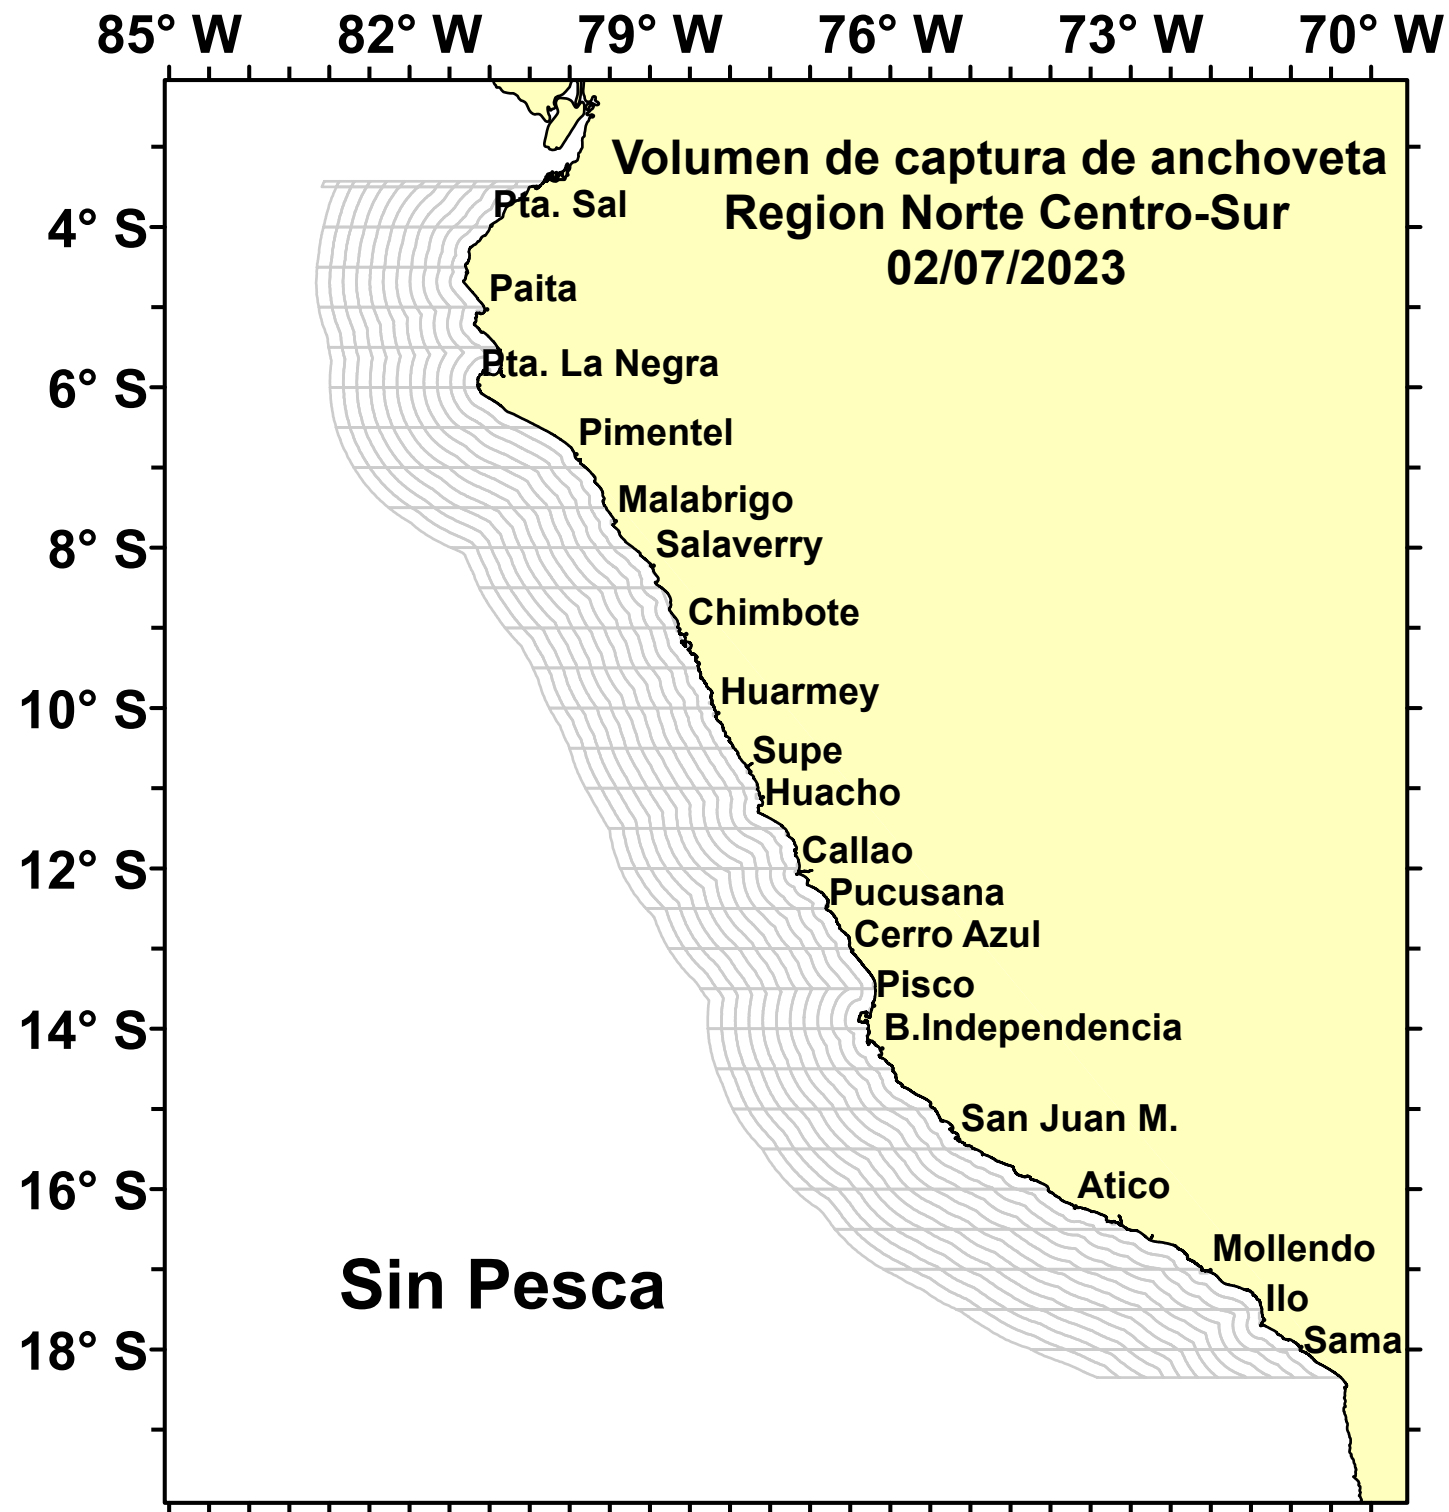 85° W 82° W 79° W 76° W 73° W 70° W
Volumen de captura de anchoveta
Region Norte Centro-Sur
02/07/2023
Pta. Sal
4° S
Paita
Pta. La Negra
6° S
Pimentel
Malabrigo
Salaverry
8° S
Chimbote
Huarmey
10° S
Supe
Huacho
Callao
12° S
Pucusana
Cerro Azul
Pisco
14° S
B.Independencia
San Juan M.
Atico
16° S
Mollendo
Sin Pesca
Ilo
Sama
18° S